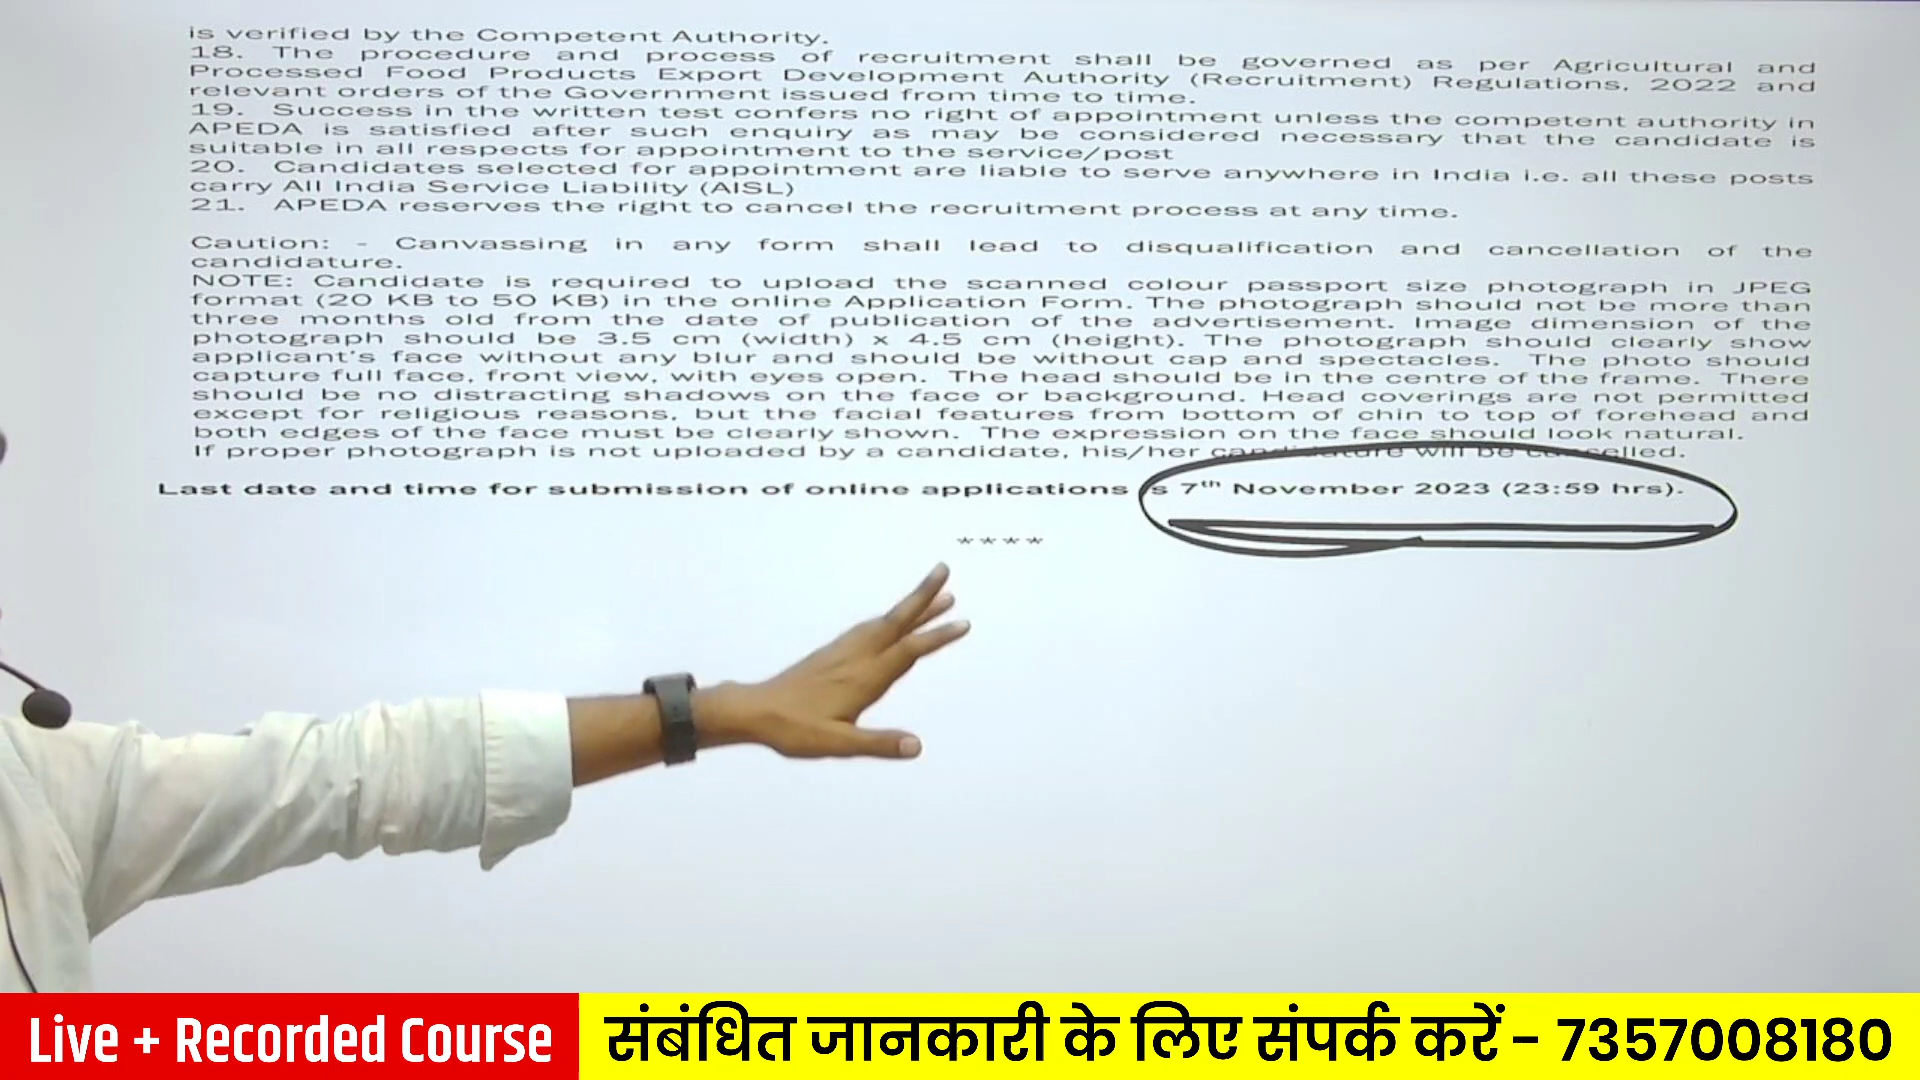 is verified by the Competent Authority.
18. The procedure and process of recruitment shall be governed as per Agricultural and
Processed Food Products Export Development Authority (Recruitment) Regulations, 2022 and
relevant orders of the Government issued from time to time.
19. Success in the written test confers no right of appointment unless the competent authority in
APEDA is satisfied after such enquiry as may be considered necessary that the candidate is
suitable in all respects for appointment to the service/post
20. Candidates selected for appointment are liable to serve anywhere in India i.e. all these posts
carry All India Service Liability (AISL)
21. APEDA reserves the right to cancel the recruitment process at any time.
Caution: - Canvassing in any form shall lead to disqualification and cancellation of the
candidature.
NOTE: Candidate is required to upload the scanned colour passport size photograph in JPEG
format (20 KB to 50 KB) in the online Application Form. The photograph should not be more than
three months old from the date of publication of the advertisement. Image dimension of the
photograph should be 3.5 cm (width) x 4.5 cm (height). The photograph should clearly show
applicant's face without any blur and should be without cap and spectacles. The photo should
capture full face, front view, with eyes open. The head should be in the centre of the frame. There
should be no distracting shadows on the face or background. Head coverings are not permitted
except for religious reasons, but the facial features from bottom of chin to top of forehead and
both edges of the face must be clearly shown. The expression on the face should look natural.
If proper photograph is not uploaded by a candidate, his/her candidature will be cancelled.
Last date and time for submission of online applications is 7th November 2023 (23:59 hrs).
****
Live + Recorded Course
संबंधित जानकारी के लिए संपर्क करें – 7357008180